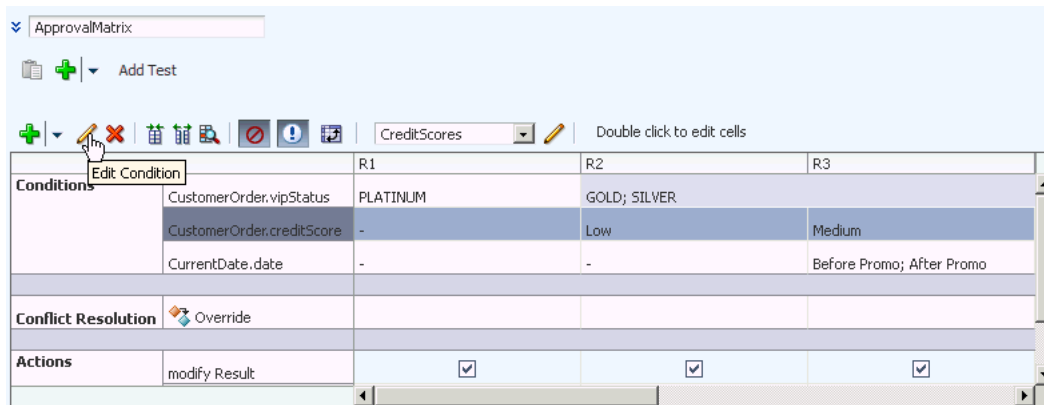 ApprovalMatrix
Add Test
CreditScores Double click to edit cells
Edit Condition
R1 R2 R3
Conditions
CustomerOrder.vipStatus PLATINUM GOLD; SILVER
CustomerOrder.creditScore - Low Medium
CurrentDate.date - - Before Promo; After Promo
Conflict Resolution Override
Actions
modify Result